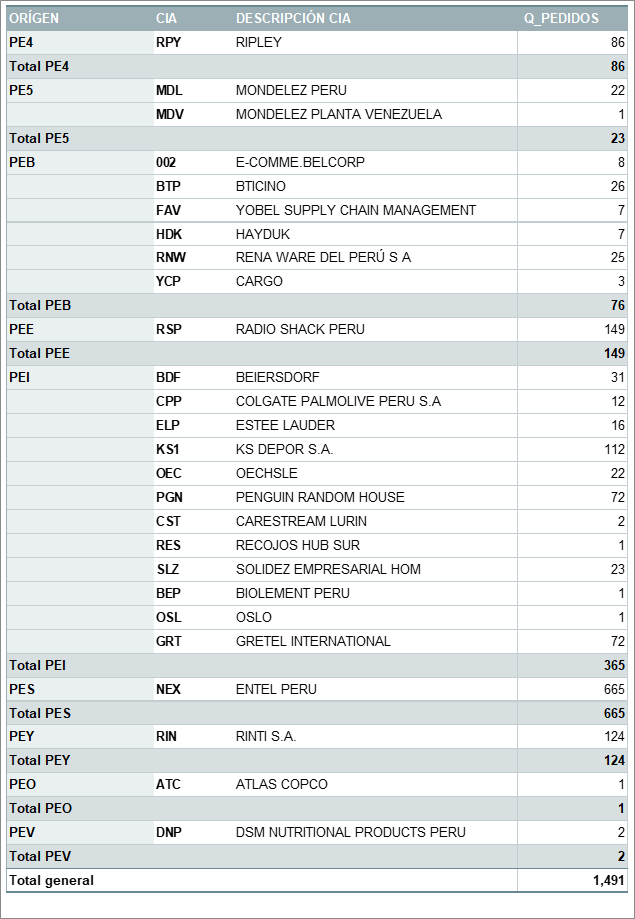 ORÍGEN CIA DESCRIPCIÓN CIA Q_PEDIDOS
PE4 RPY RIPLEY 86
Total PE4 86
PE5 MDL MONDELEZ PERU 22
MDV MONDELEZ PLANTA VENEZUELA 1
Total PE5 23
PEB 002 E-COMME.BELCORP 8
BTP BTICINO 26
FAV YOBEL SUPPLY CHAIN MANAGEMENT 7
HDK HAYDUK 7
RNW RENA WARE DEL PERÚ S A 25
YCP CARGO 3
Total PEB 76
PEE RSP RADIO SHACK PERU 149
Total PEE 149
PEI BDF BEIERSDORF 31
CPP COLGATE PALMOLIVE PERU S.A 12
ELP ESTEE LAUDER 16
KS1 KS DEPOR S.A. 112
OEC OECHSLE 22
PGN PENGUIN RANDOM HOUSE 72
CST CARESTREAM LURIN 2
RES RECOJOS HUB SUR 1
SLZ SOLIDEZ EMPRESARIAL HOM 23
BEP BIOLEMENT PERU 1
OSL OSLO 1
GRT GRETEL INTERNATIONAL 72
Total PEI 365
PES NEX ENTEL PERU 665
Total PES 665
PEY RIN RINTI S.A. 124
Total PEY 124
PEO ATC ATLAS COPCO 1
Total PEO 1
PEV DNP DSM NUTRITIONAL PRODUCTS PERU 2
Total PEV 2
Total general 1,491